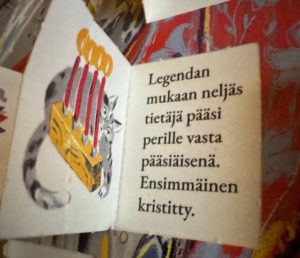 Legendan
mukaan neljäs
tietäjä pääsi
perille vasta
pääsiäisenä.
Ensimmäinen
kristitty.